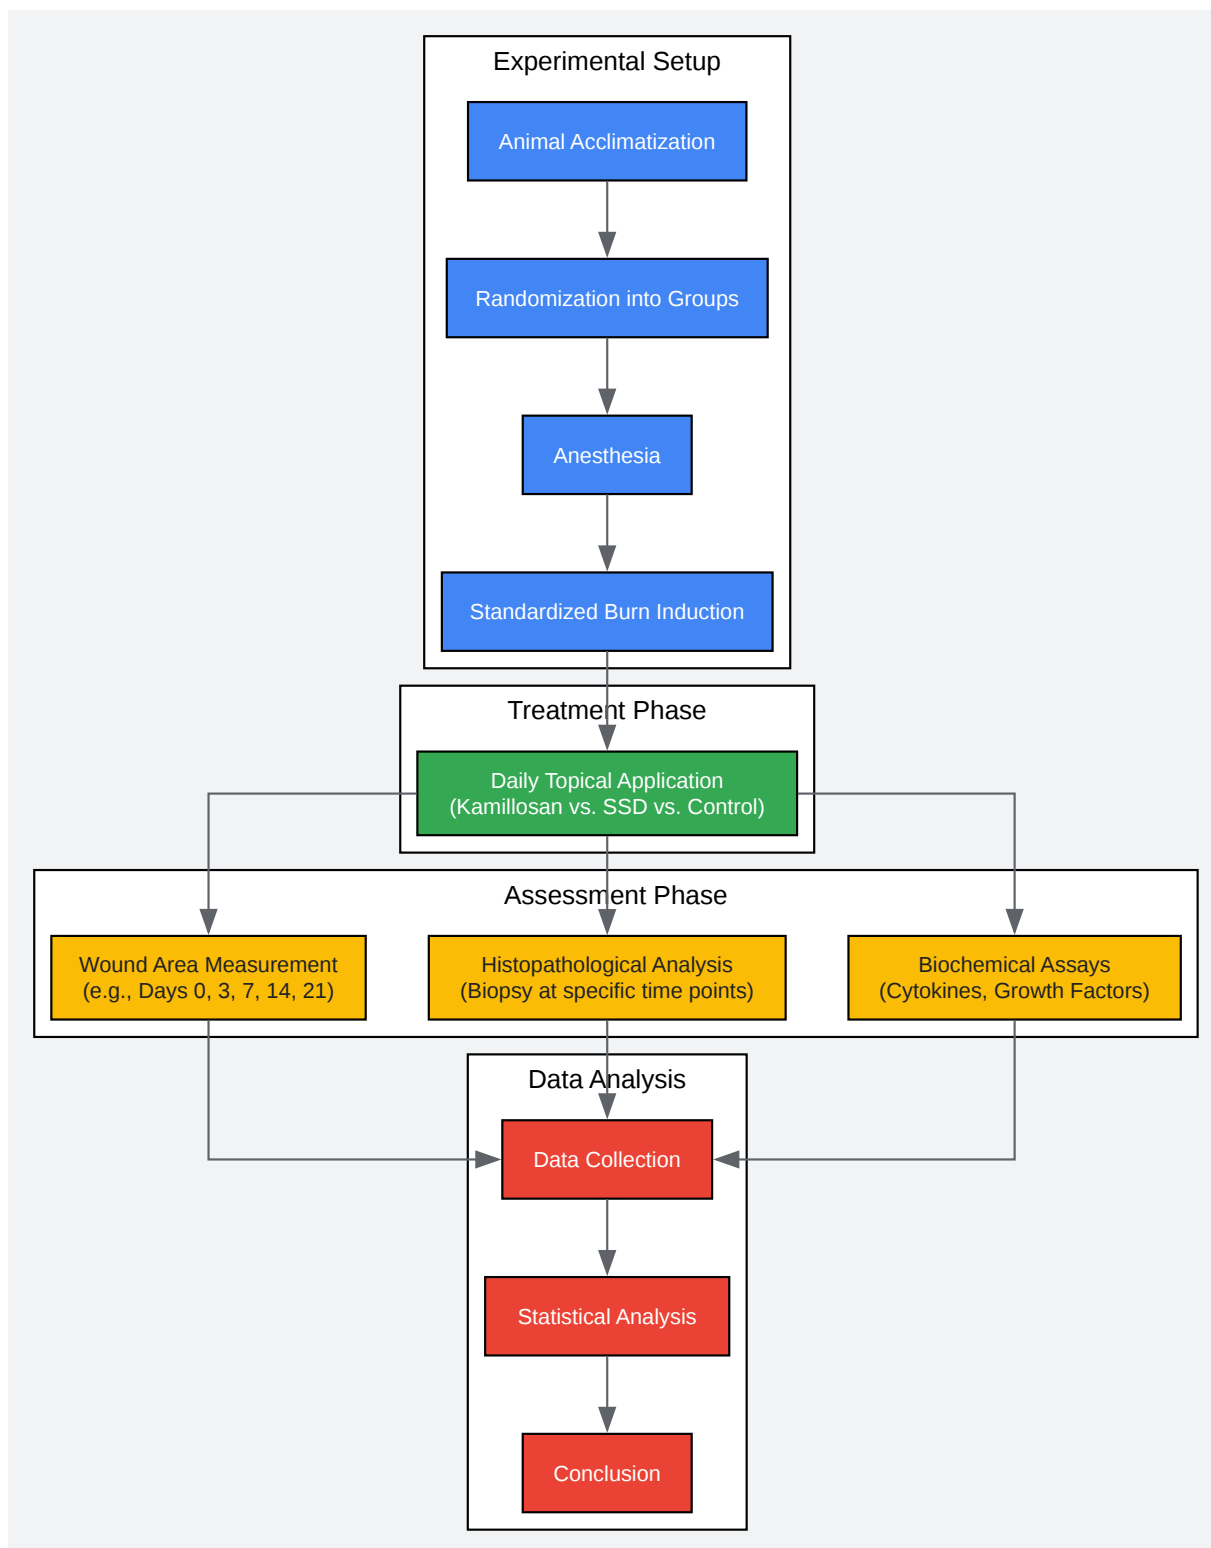 Experimental Setup
Animal Acclimatization
Randomization into Groups
Anesthesia
Standardized Burn Induction
Treatment Phase
Daily Topical Application
(Kamillosan vs. SSD vs. Control)
Assessment Phase
Wound Area Measurement
(e.g., Days 0, 3, 7, 14, 21)
Histopathological Analysis
(Biopsy at specific time points)
Biochemical Assays
(Cytokines, Growth Factors)
Data Analysis
Data Collection
Statistical Analysis
Conclusion